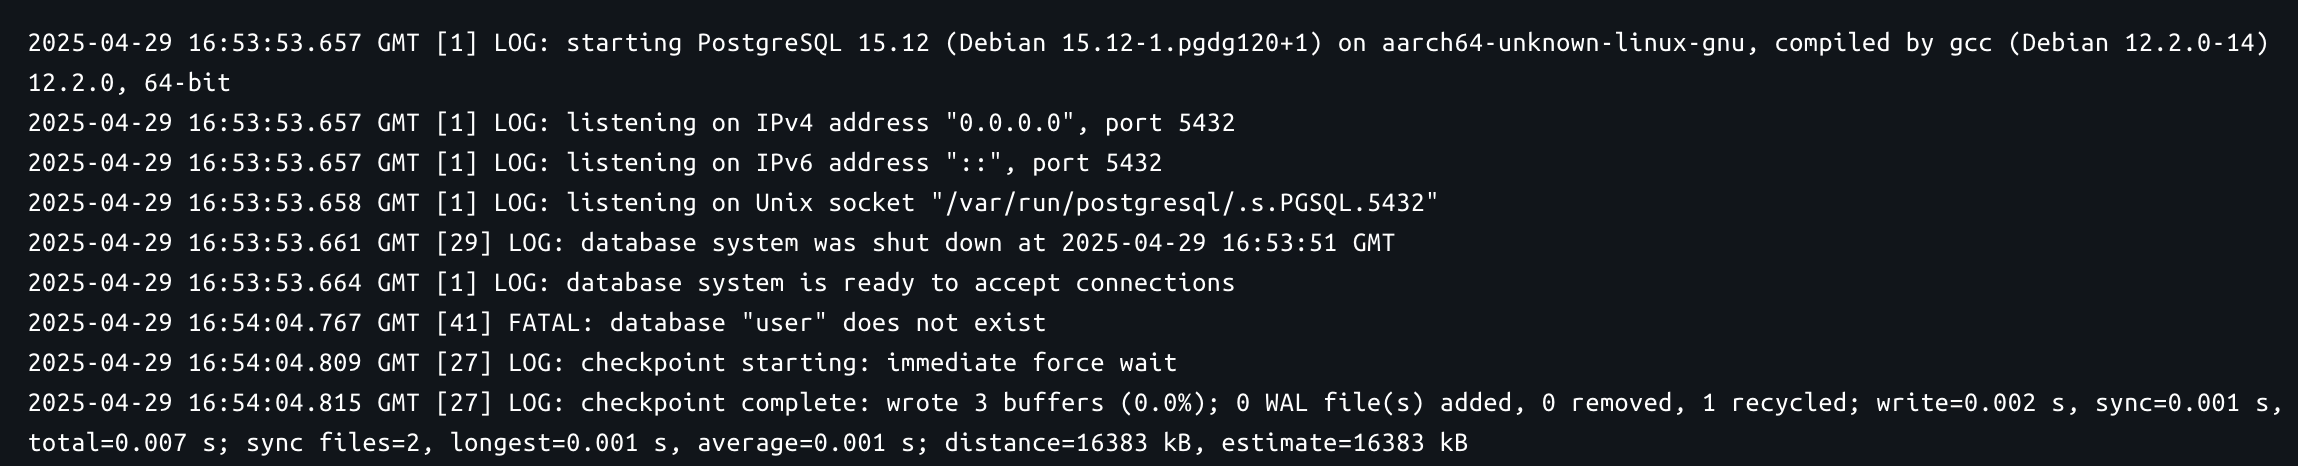 2025-04-29 16:53:53.657 GMT [1] LOG: starting PostgreSQL 15.12 (Debian 15.12-1.pgdg120+1) on aarch64-unknown-linux-gnu, compiled by gcc (Debian 12.2.0-14)
12.2.0, 64-bit
2025-04-29 16:53:53.657 GMT [1] LOG: listening on IPv4 address "0.0.0.0", port 5432
2025-04-29 16:53:53.657 GMT [1] LOG: listening on IPv6 address "::", port 5432
2025-04-29 16:53:53.658 GMT [1] LOG: listening on Unix socket "/var/run/postgresql/.s.PGSQL.5432"
2025-04-29 16:53:53.661 GMT [29] LOG: database system was shut down at 2025-04-29 16:53:51 GMT
2025-04-29 16:53:53.664 GMT [1] LOG: database system is ready to accept connections
2025-04-29 16:54:04.767 GMT [41] FATAL: database "user" does not exist
2025-04-29 16:54:04.809 GMT [27] LOG: checkpoint starting: immediate force wait
2025-04-29 16:54:04.815 GMT [27] LOG: checkpoint complete: wrote 3 buffers (0.0%); 0 WAL file(s) added, 0 removed, 1 recycled; write=0.002 s, sync=0.001 s,
total=0.007 s; sync files=2, longest=0.001 s, average=0.001 s; distance=16383 kB, estimate=16383 kB